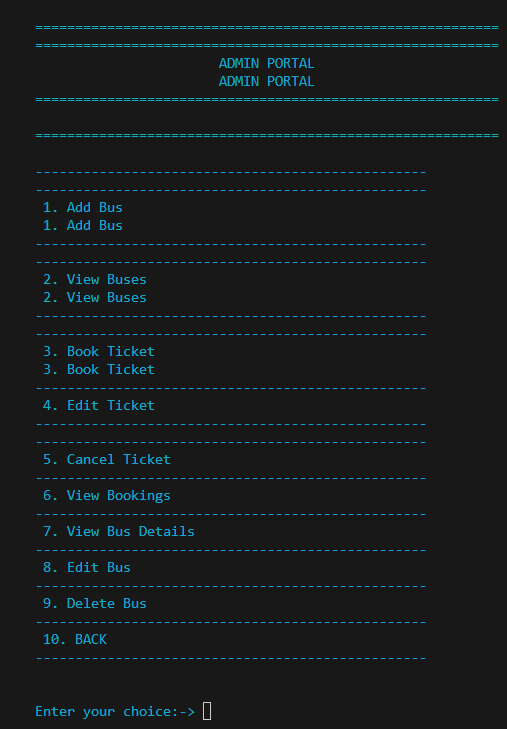 ==========================================================
==========================================================
ADMIN PORTAL
ADMIN PORTAL
==========================================================
==========================================================
-------------------------------------------------
-------------------------------------------------
1. Add Bus
1. Add Bus
-------------------------------------------------
-------------------------------------------------
2. View Buses
2. View Buses
-------------------------------------------------
-------------------------------------------------
3. Book Ticket
3. Book Ticket
-------------------------------------------------
4. Edit Ticket
-------------------------------------------------
-------------------------------------------------
5. Cancel Ticket
-------------------------------------------------
6. View Bookings
-------------------------------------------------
7. View Bus Details
-------------------------------------------------
8. Edit Bus
-------------------------------------------------
9. Delete Bus
-------------------------------------------------
10. BACK
-------------------------------------------------
Enter your choice:->